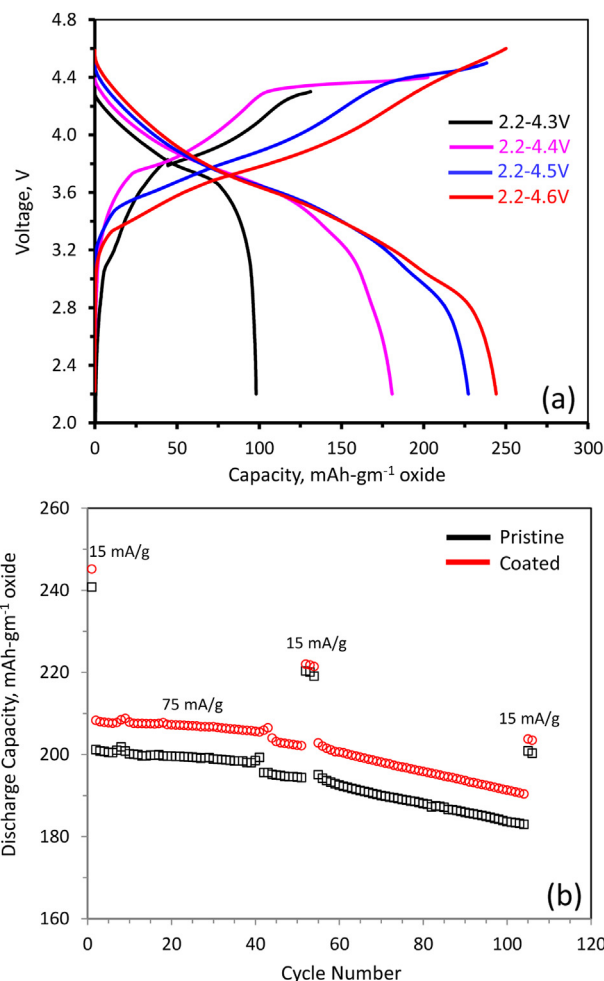 4.8
4.4
4.0
3.6
3.2
2.8
2.4
2.0
Voltage, V
2.2-4.3V
2.2-4.4V
2.2-4.5V
2.2-4.6V
(a)
0 50 100 150 200 250 300
Capacity, mAh-gm⁻¹ oxide
260
240
220
200
180
160
Discharge Capacity, mAh-gm⁻¹ oxide
Pristine
Coated
15 mA/g
15 mA/g
75 mA/g
15 mA/g
(b)
0 20 40 60 80 100 120
Cycle Number